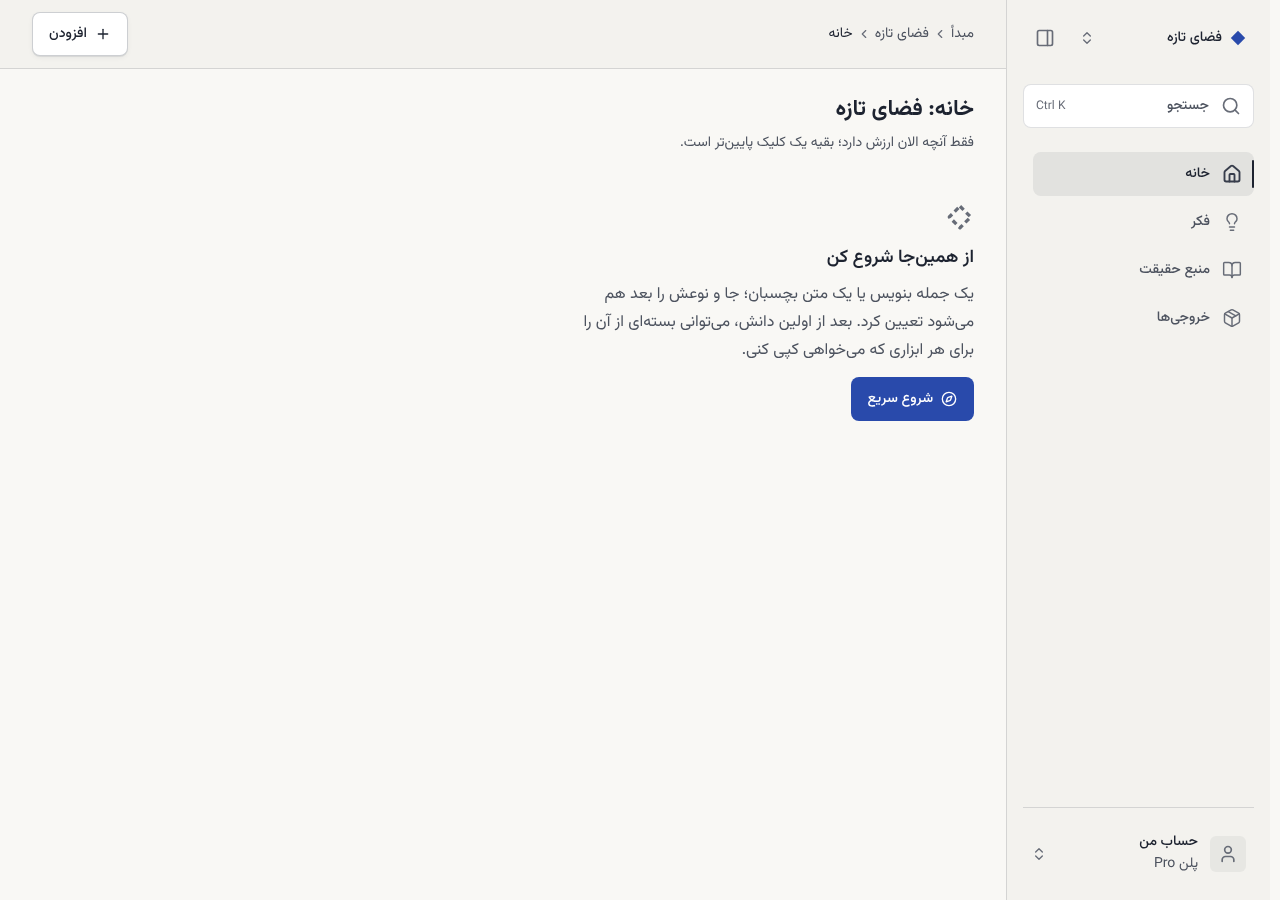 فضای تازه
جستجو
Ctrl K
خانه
فکر
منبع حقیقت
خروجی‌ها
حساب من
پلن Pro
مبدأ
فضای تازه
خانه
افزودن
خانه: فضای تازه
فقط آنچه الان ارزش دارد؛ بقیه یک کلیک پایین‌تر است.
از همین‌جا شروع کن
یک جمله بنویس یا یک متن بچسبان؛ جا و نوعش را بعد هم
می‌شود تعیین کرد. بعد از اولین دانش، می‌توانی بسته‌ای از آن را
برای هر ابزاری که می‌خواهی کپی کنی.
شروع سریع